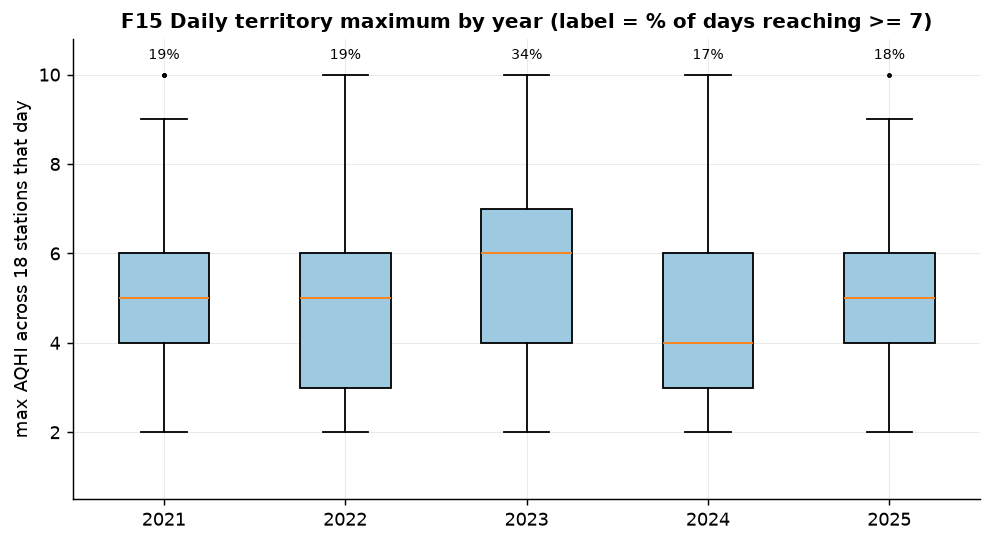 F15 Daily territory maximum by year (label = % of days reaching >= 7)
19% 19% 34% 17% 18%
max AQHI across 18 stations that day
10
8
6
4
2
2021 2022 2023 2024 2025